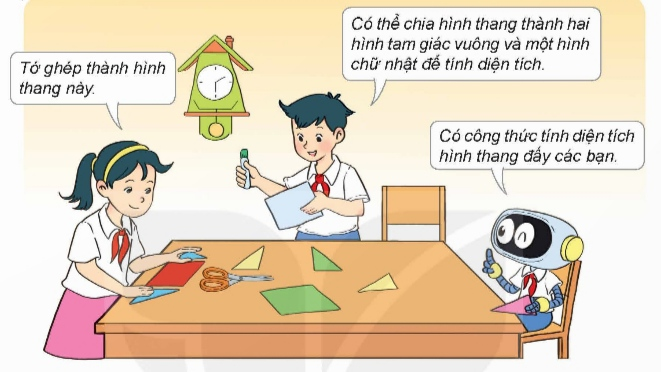 Tớ ghép thành hình
thang này.
Có thể chia hình thang thành hai
hình tam giác vuông và một hình
chữ nhật để tính diện tích.
Có công thức tính diện tích
hình thang đấy các bạn.